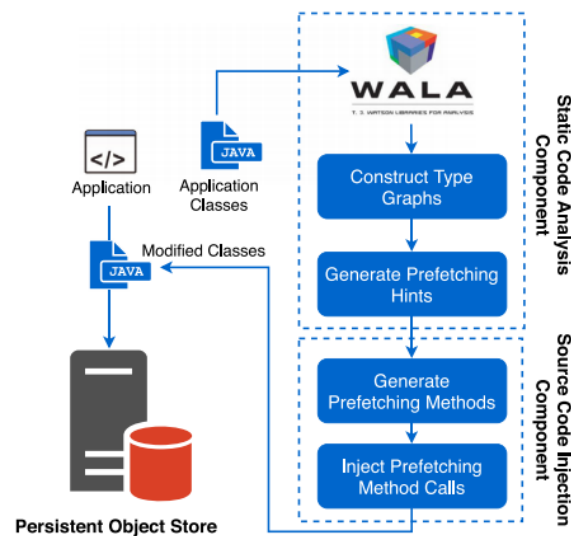 WALA
T. J. WATSON LIBRARIES FOR ANALYSIS
</>
JAVA
Application
Application
Classes
Construct Type
Graphs
Static Code Analysis
Component
Modified Classes
JAVA
Generate Prefetching
Hints
Generate
Prefetching Methods
Inject Prefetching
Method Calls
Source Code Injection
Component
Persistent Object Store